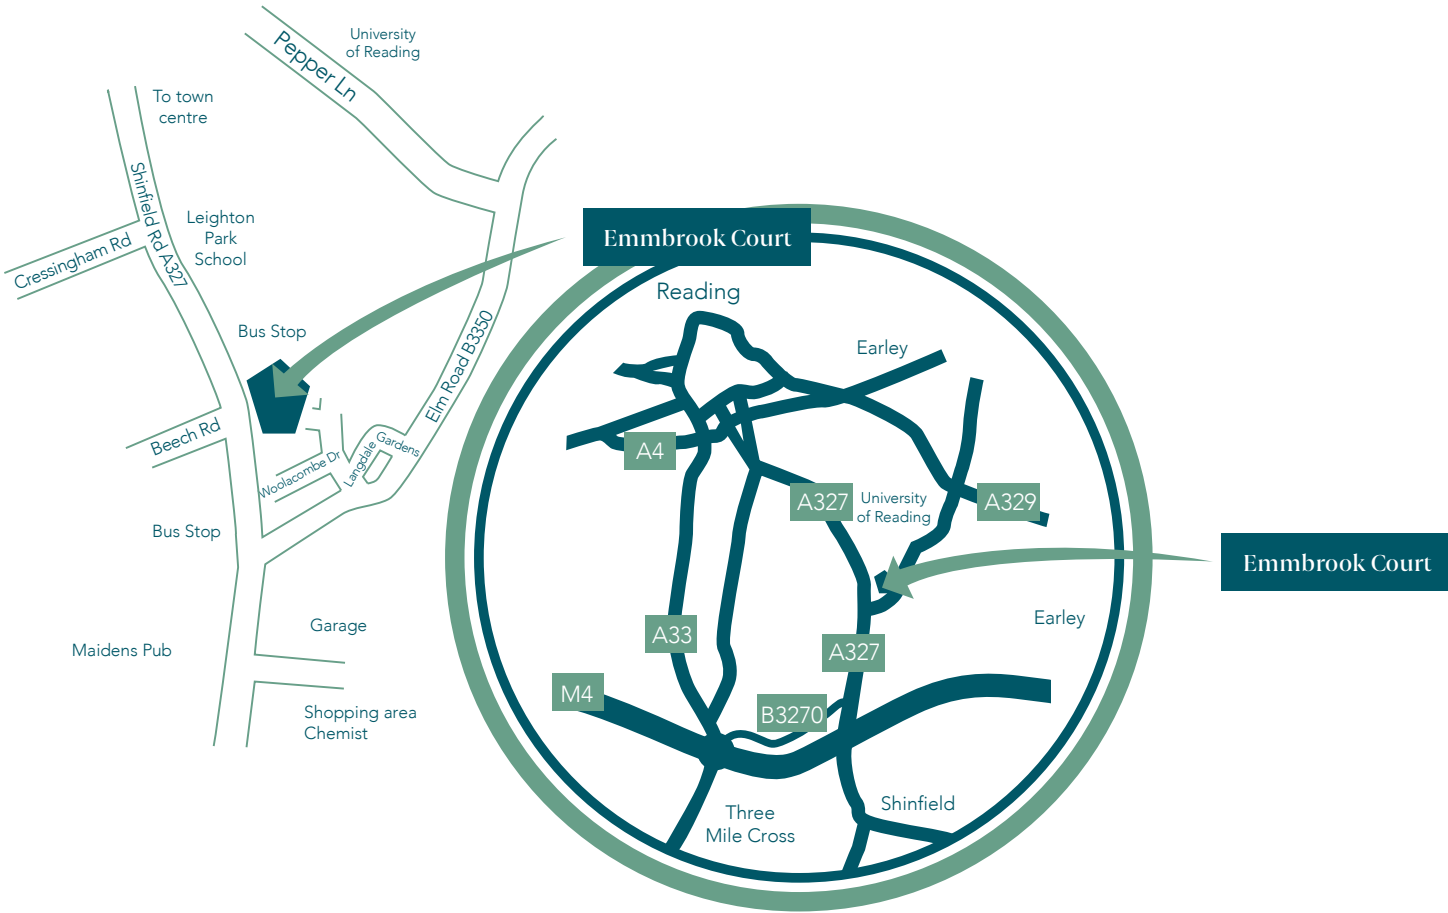 University
of Reading
Pepper Ln
To town
centre
Shinfield Rd A327
Leighton
Park
School
Cressingham Rd
Bus Stop
Elm Road B3350
Beech Rd
Woolacombe Dr
Langdale
Gardens
Bus Stop
Garage
Maidens Pub
Shopping area
Chemist
Emmbrook Court
Reading
Earley
A4
A327
University
of Reading
A329
Emmbrook Court
Earley
A33
A327
M4
B3270
Three
Mile Cross
Shinfield